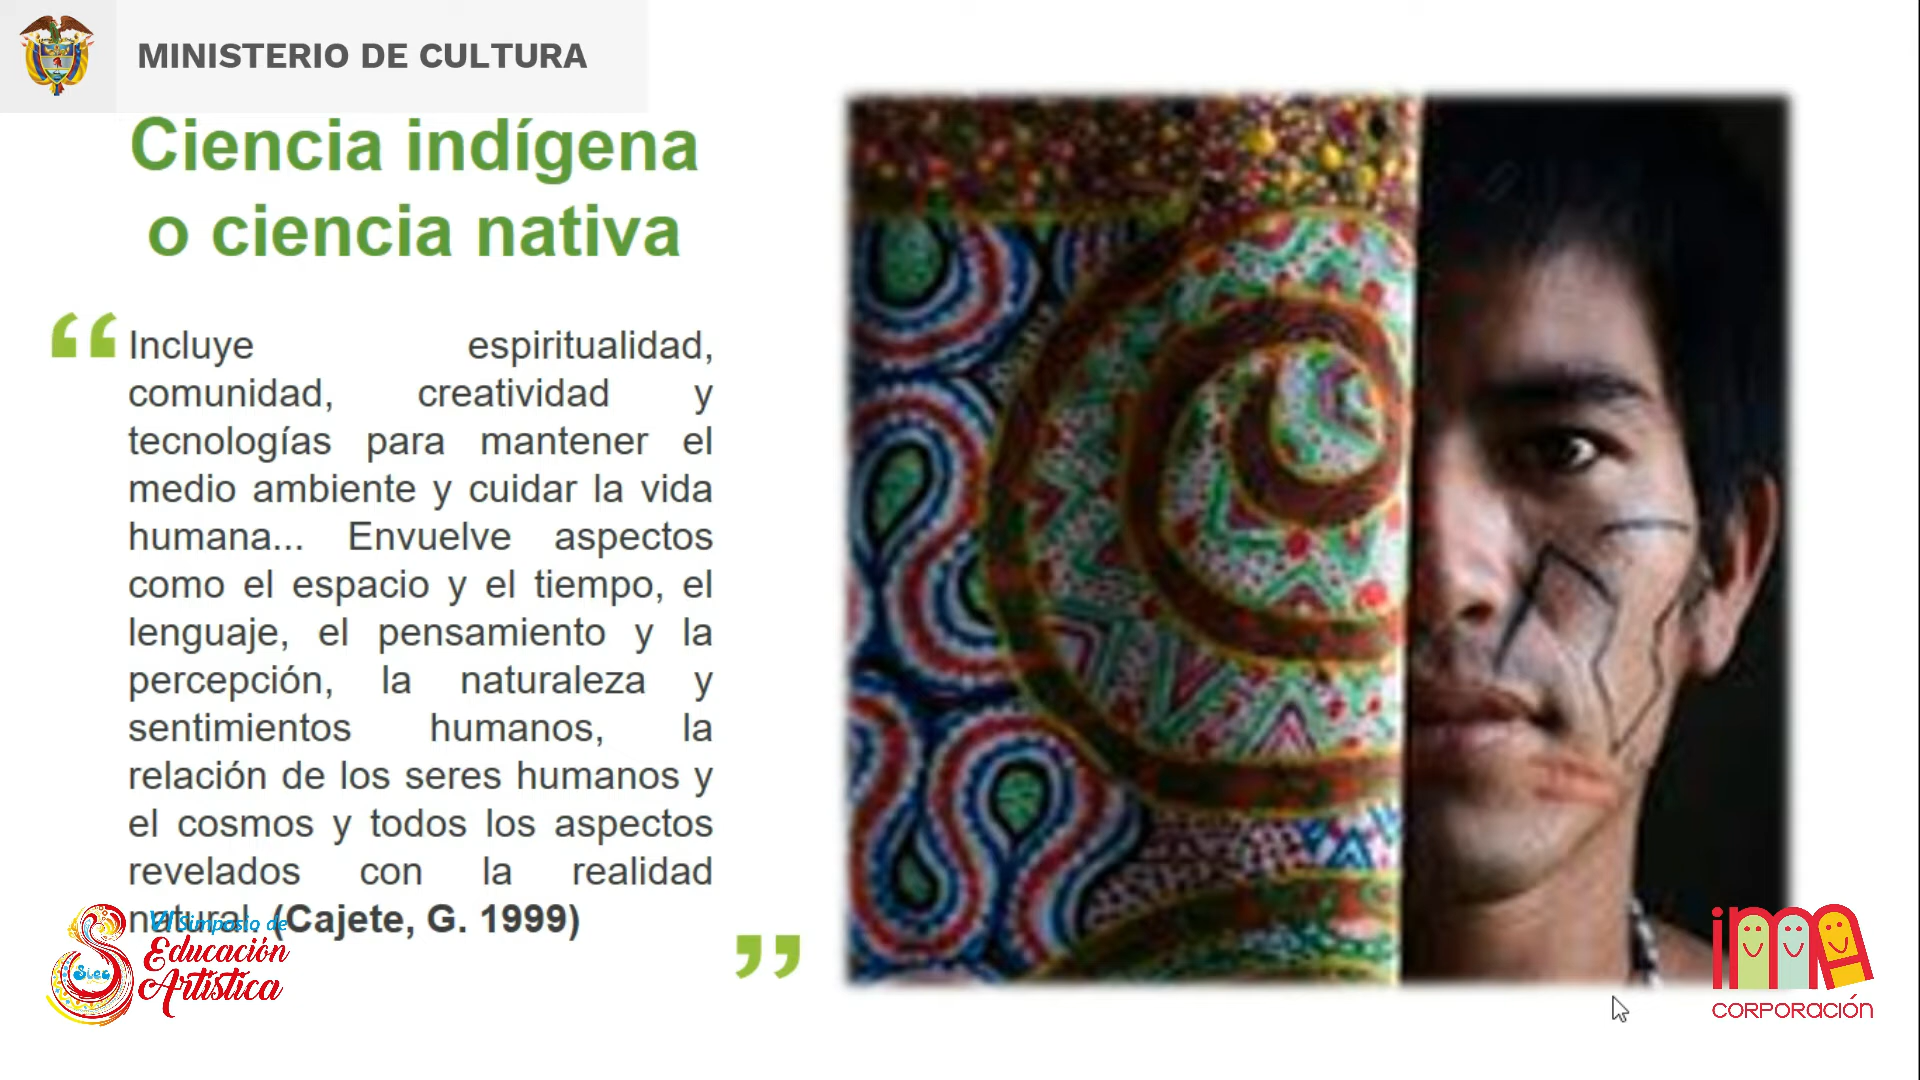 MINISTERIO DE CULTURA
Ciencia indígena
o ciencia nativa
“Incluye espiritualidad,
comunidad, creatividad y
tecnologías para mantener el
medio ambiente y cuidar la vida
humana... Envuelve aspectos
como el espacio y el tiempo, el
lenguaje, el pensamiento y la
percepción, la naturaleza y
sentimientos humanos, la
relación de los seres humanos y
el cosmos y todos los aspectos
revelados con la realidad
natural. (Cajete, G. 1999)
”
VI Simposio de
Educación
Artística
Siea
ima
CORPORACIÓN